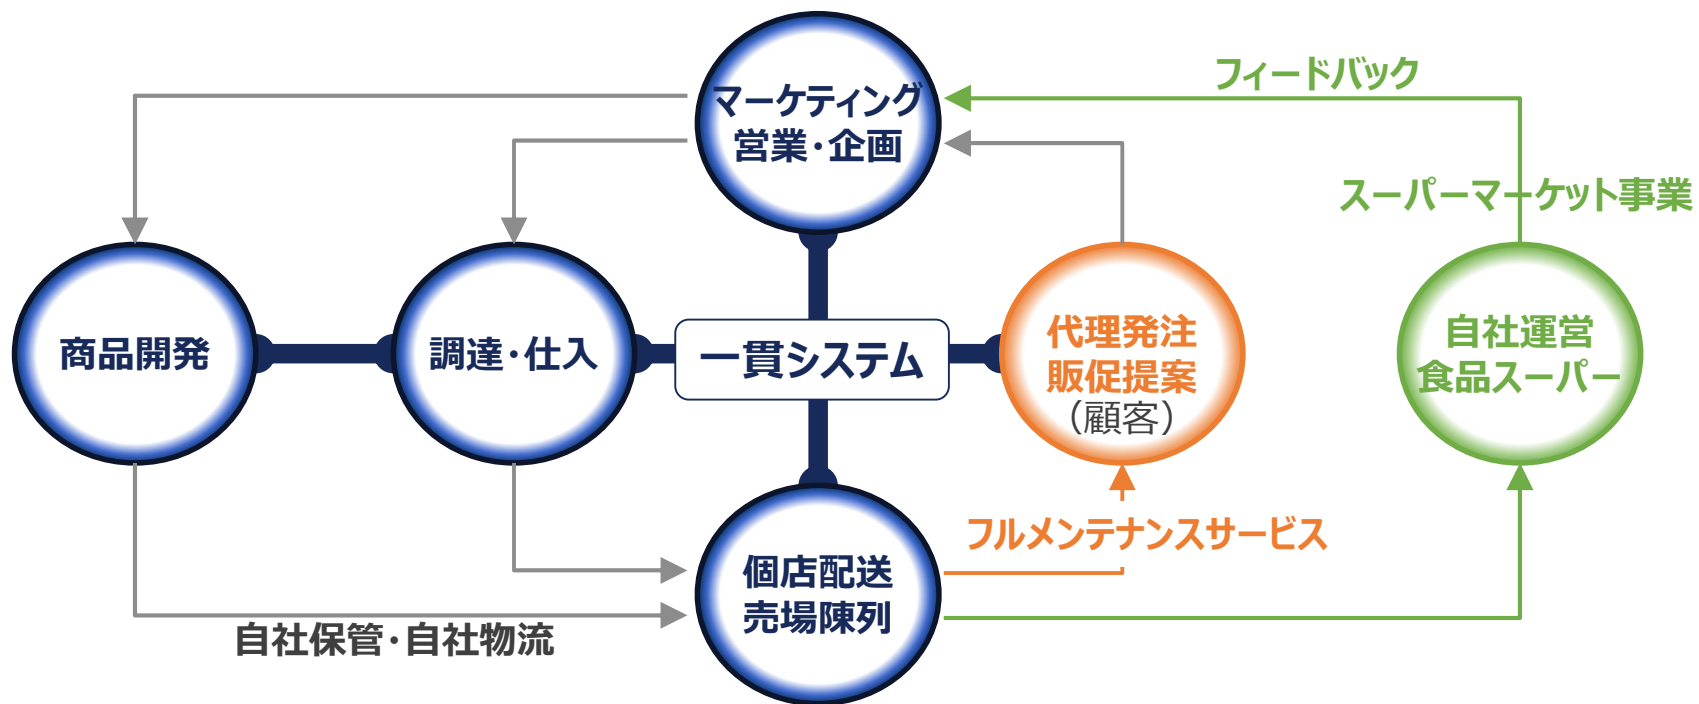 フィードバック
マーケティング
営業・企画
スーパーマーケット事業
商品開発
調達・仕入
一貫システム
代理発注
販促提案
（顧客）
自社運営
食品スーパー
フルメンテナンスサービス
個店配送
売場陳列
自社保管・自社物流